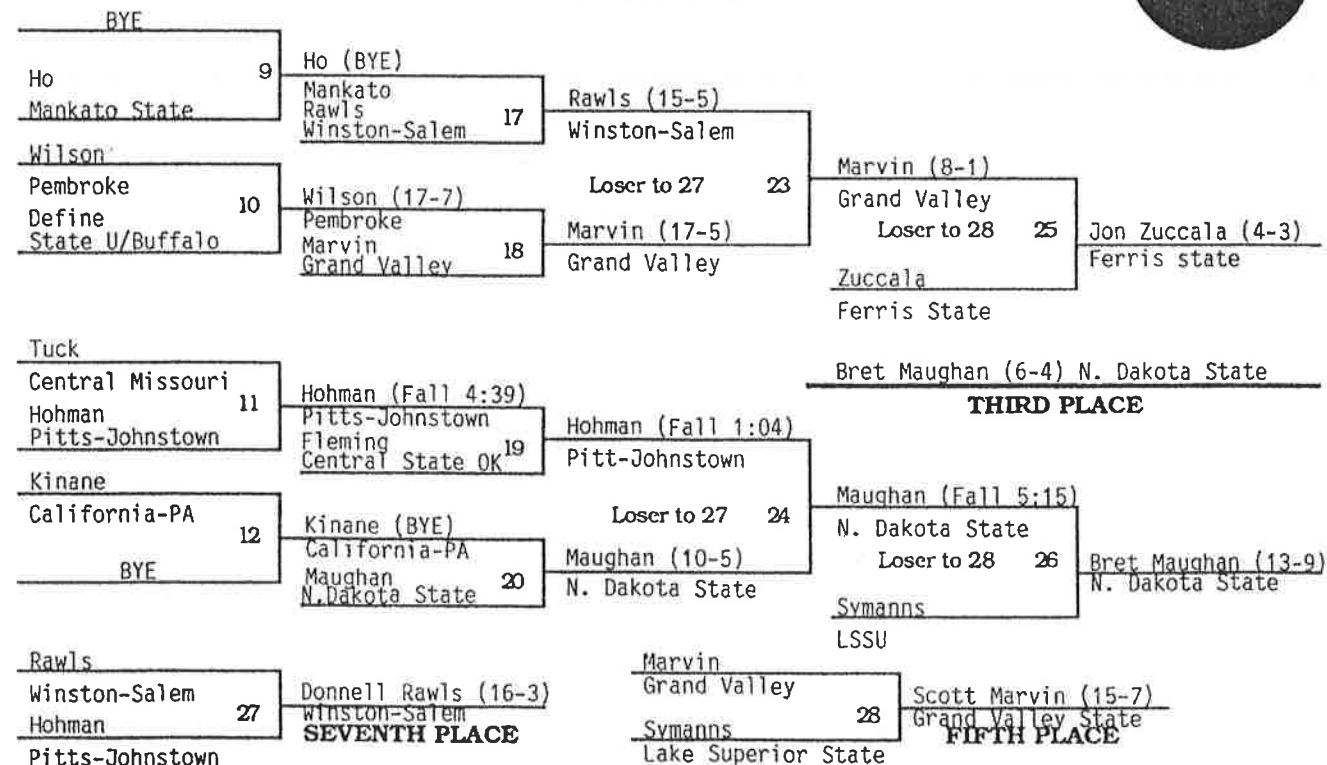 BYE
Ho
Mankato State
9
Ho (BYE)
Mankato
Rawls
Winston-Salem
17
Rawls (15-5)
Winston-Salem
Wilson
Pembroke
Define
State U/Buffalo
10
Wilson (17-7)
Pembroke
Marvin
Grand Valley
18
Loser to 27
23
Marvin (17-5)
Grand Valley
Marvin (8-1)
Grand Valley
Loser to 28
25
Zuccala
Ferris State
Jon Zuccala (4-3)
Ferris state
Tuck
Central Missouri
Hohman
Pitts-Johnstown
11
Hohman (Fall 4:39)
Pitts-Johnstown
Fleming
Central State OK
19
Hohman (Fall 1:04)
Pitt-Johnstown
Bret Maughan (6-4) N. Dakota State
THIRD PLACE
Kinane
California-PA
BYE
12
Kinane (BYE)
California-PA
Maughan
N.Dakota State
20
Loser to 27
24
Maughan (10-5)
N. Dakota State
Maughan (Fall 5:15)
N. Dakota State
Loser to 28
26
Symanns
LSSU
Bret Maughan (13-9)
N. Dakota State
Rawls
Winston-Salem
Hohman
Pitts-Johnstown
27
Donnell Rawls (16-3)
Winston-Salem
SEVENTH PLACE
Marvin
Grand Valley
Symanns
Lake Superior State
28
Scott Marvin (15-7)
Grand Valley State
FIFTH PLACE